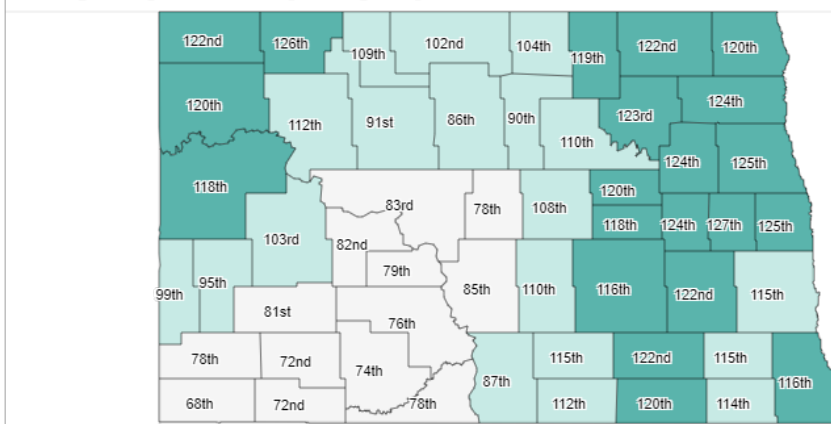 122nd 126th 109th 102nd 104th 119th 122nd 120th
120th 112th 91st 86th 90th 110th 123rd 124th
124th 125th
118th 83rd 78th 108th 120th
103rd 82nd 118th 124th 127th 125th
99th 95th 79th 85th 110th 116th 122nd 115th
81st 76th
78th 72nd 74th 87th 115th 122nd 115th 116th
68th 72nd 78th 112th 120th 114th